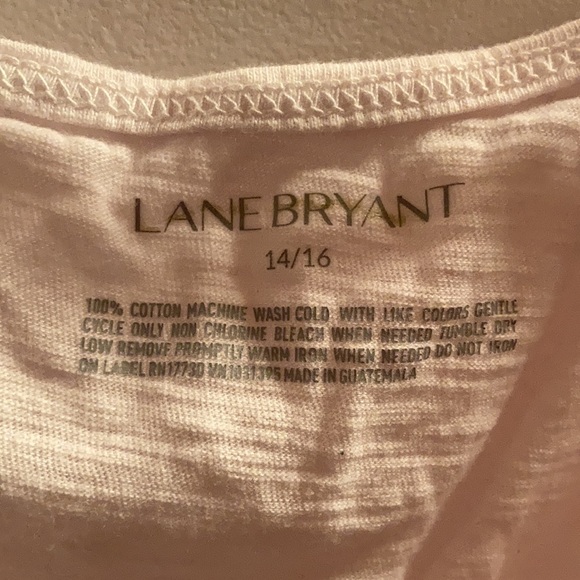 LANE BRYANT
14/16
100% COTTON MACHINE WASH COLD WITH LIKE COLORS GENTLE
CYCLE ONLY NON CHLORINE BLEACH WHEN NEEDED TUMBLE DRY
LOW REMOVE PROMPTLY WARM IRON WHEN NEEDED DO NOT IRON
ON LABEL RN17730 VN1031395 MADE IN GUATEMALA